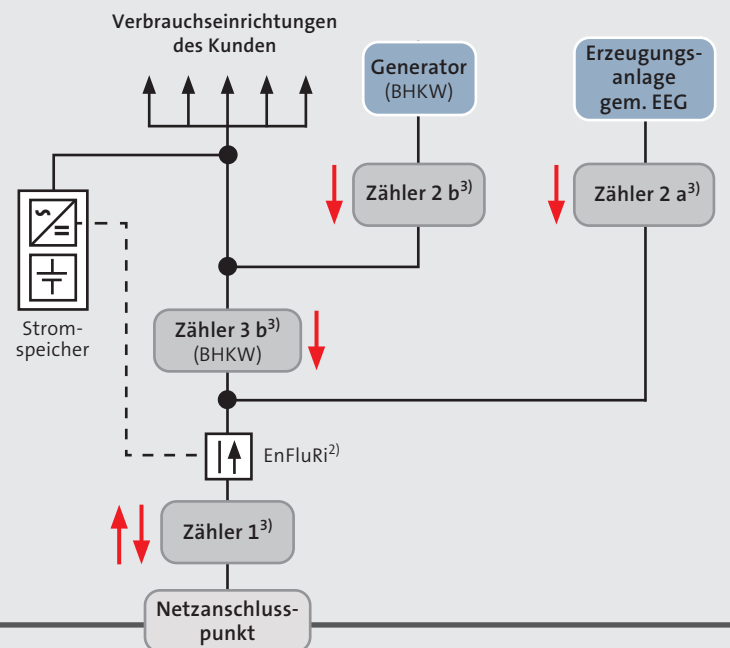 Verbrauchseinrichtungen
des Kunden
Generator
(BHKW)
Erzeugungs-
anlage
gem. EEG
Zähler 2 b³⁾
Zähler 2 a³⁾
Strom-
speicher
Zähler 3 b³⁾
(BHKW)
EnFluRi²⁾
Zähler 1³⁾
Netzanschluss-
punkt